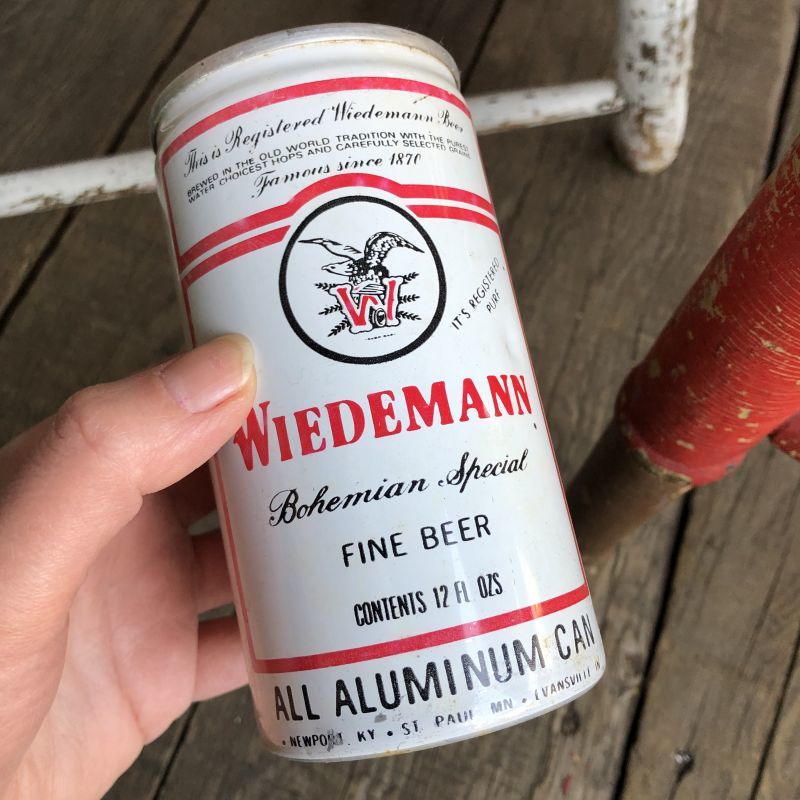 This is Registered Wiedemann Beer
BREWED IN THE OLD WORLD TRADITION WITH THE PUREST
WATER CHOICEST HOPS AND CAREFULLY SELECTED GRAINS
Famous since 1870
W
IT'S REGISTERED
PURE
WIEDEMANN
Bohemian Special
FINE BEER
CONTENTS 12 FL OZS
ALL ALUMINUM CAN
• NEWPORT KY • ST PAUL MN • EVANSVILLE IN